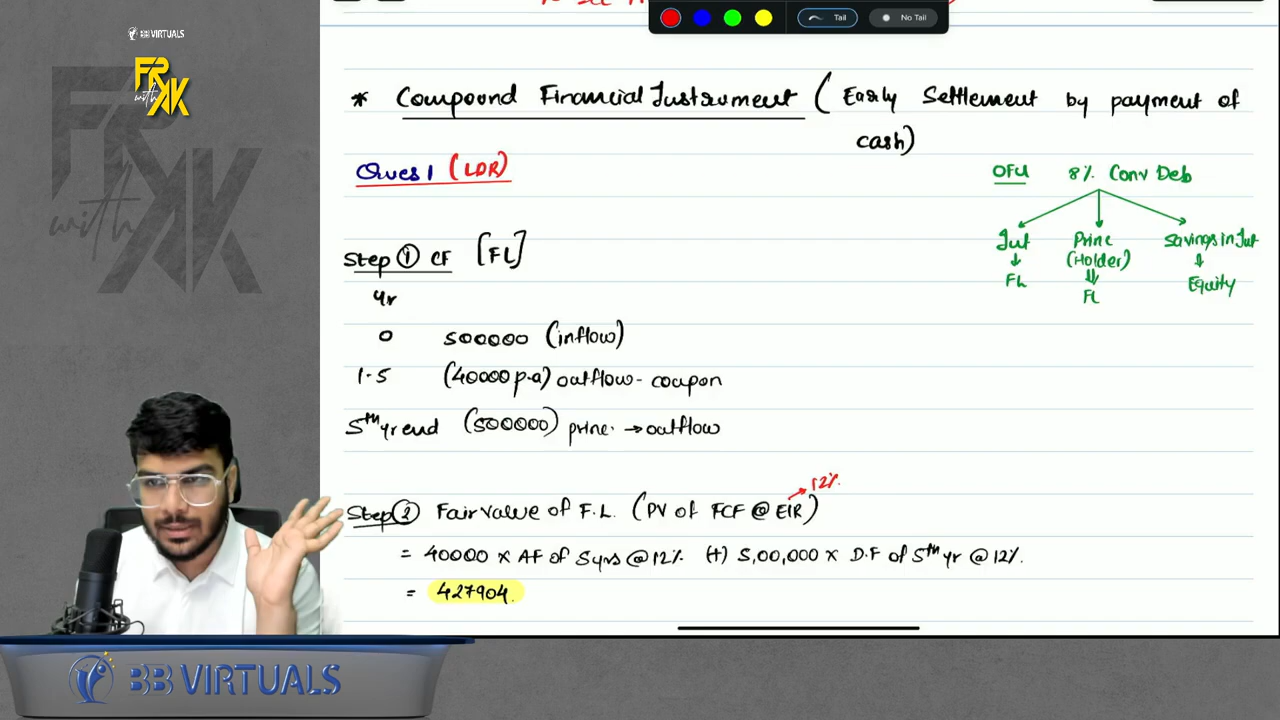 Tail
No Tail
BB VIRTUALS
FR
with
AK
* Compound Financial Instrument (Early Settlement by payment of
cash)
Ques 1 (LDR)
OFU 8% Conv Deb
Int
↓
FL
Princ
(Holder)
⇓
FL
Savings in Int
↓
Equity
Step ① CF [FL]
Yr
0 500000 (inflow)
1-5 (40000 p.a) outflow - coupon
5th yr end (500000) princ. → outflow
Step ② Fair value of F.L. (PV of FCF @ EIR) → 12%
= 40000 × AF of 5yrs @ 12% (+) 5,00,000 × D.F of 5th yr @ 12%.
= 427904.
BB VIRTUALS